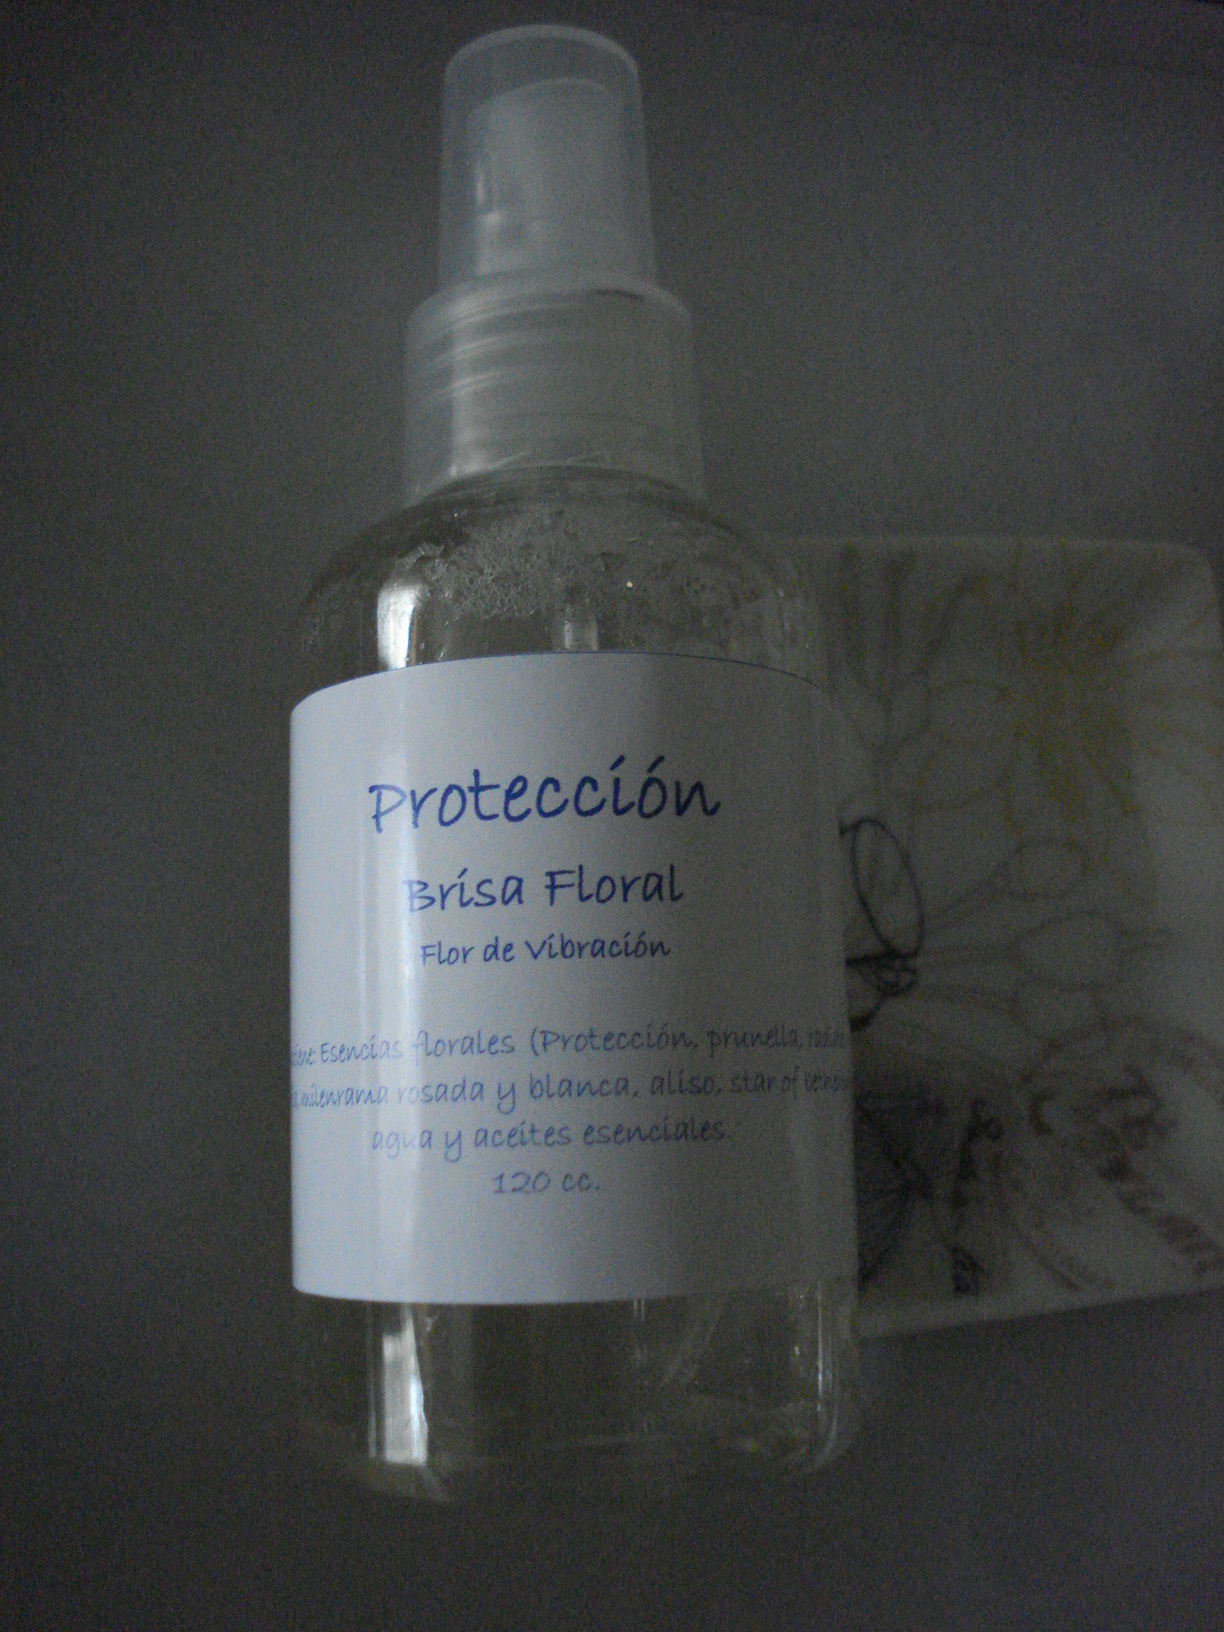 Protección
Brisa Floral
Flor de Vibración
Esencias florales (Protección, prunella,
milenrama rosada y blanca, aliso, star of
agua y aceites esenciales.
120 cc.